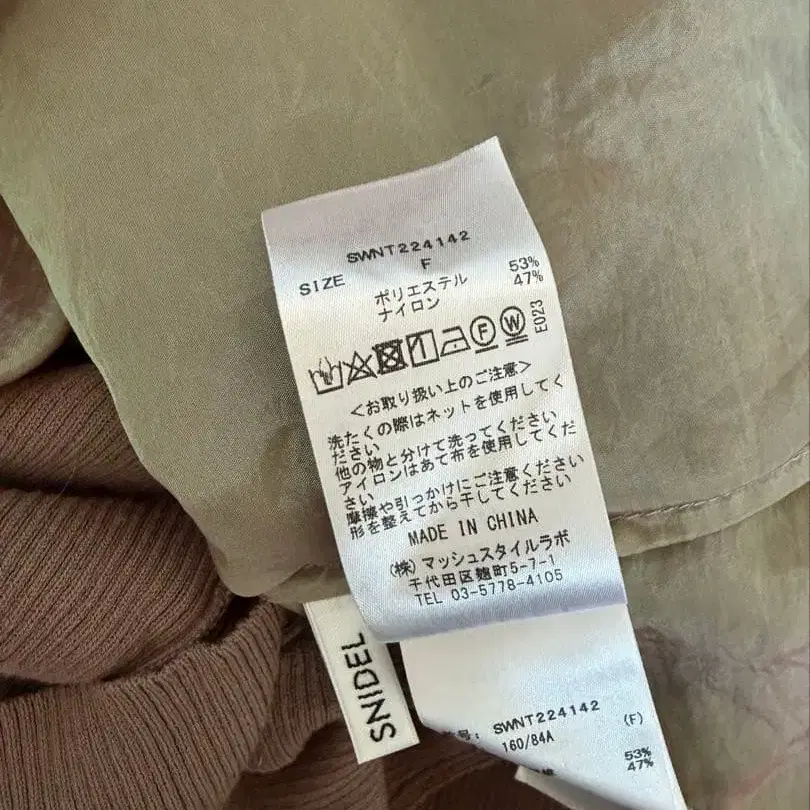 SWNT224142
SIZE F
ポリエステル 53%
ナイロン 47%
F W E023
<お取り扱い上のご注意>
洗たくの際はネットを使用してく
ださい
他の物と分けて洗ってください
アイロンはあて布を使用してくだ
さい
摩擦や引っかけにご注意ください
形を整えてから干してください
MADE IN CHINA
(株)マッシュスタイルラボ
千代田区麹町5-7-1
TEL 03-5778-4105
SNIDEL
号: SWNT224142 (F)
160/84A
53%
47%